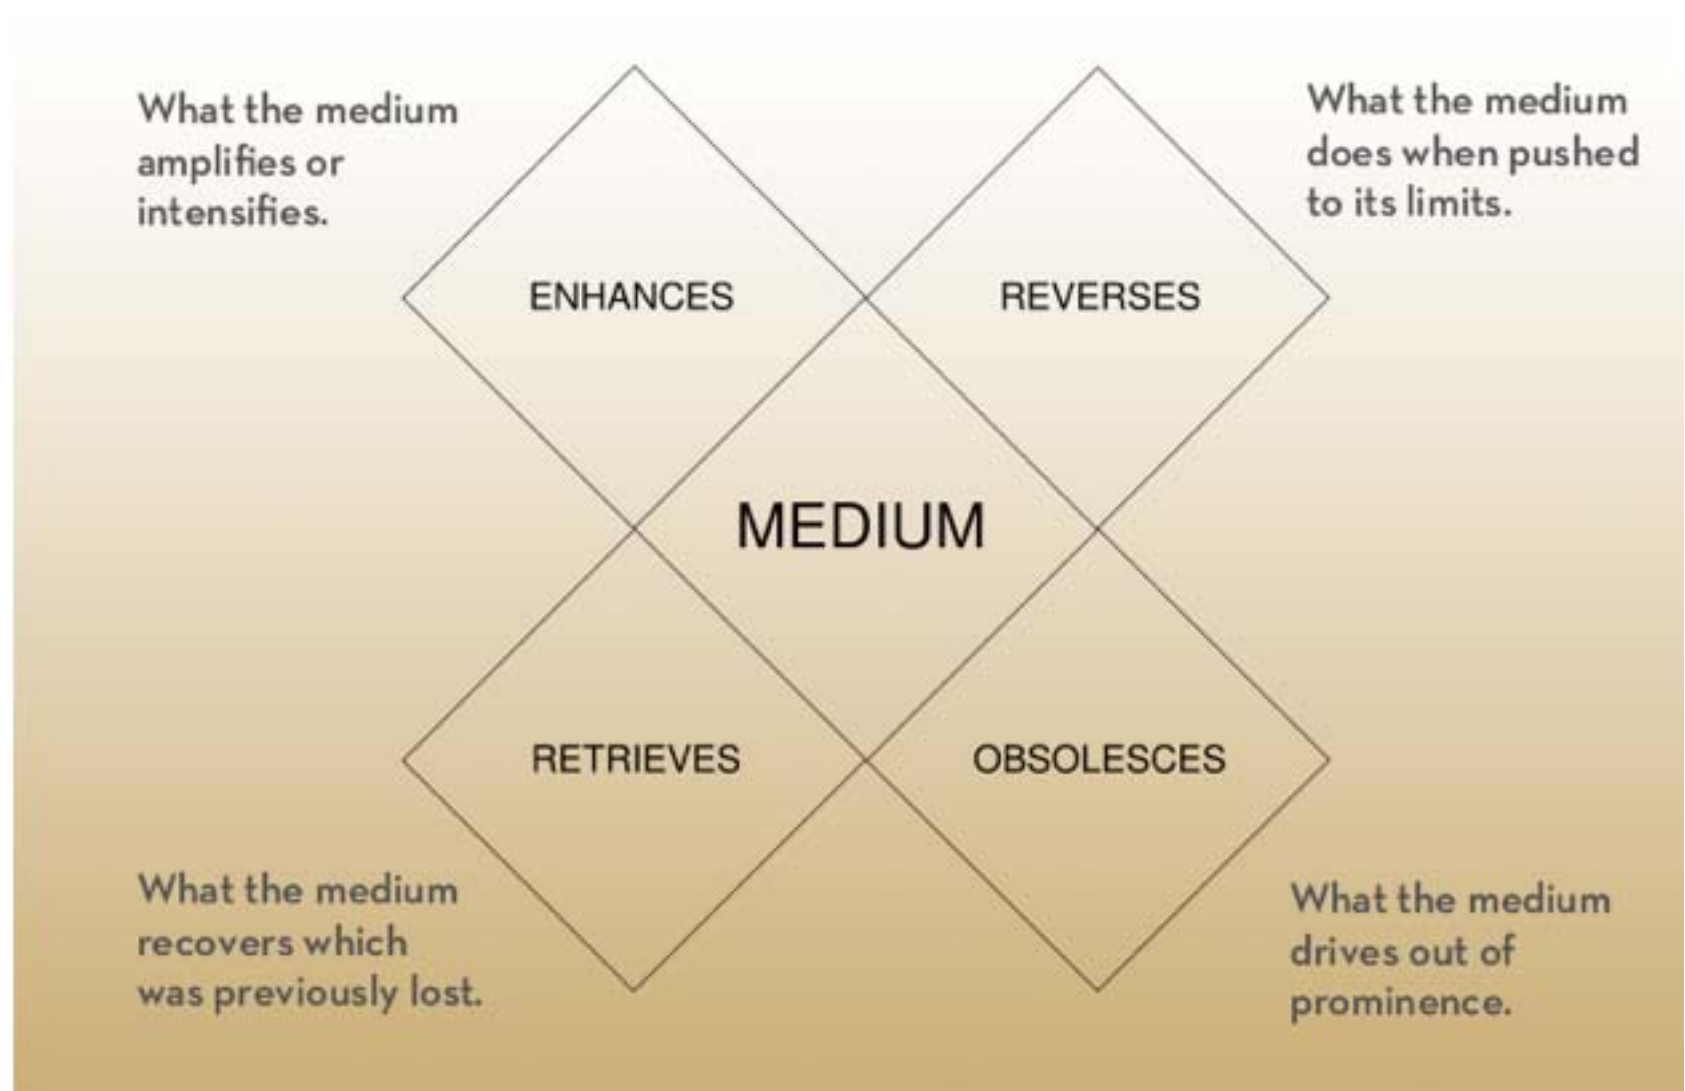 What the medium
amplifies or
intensifies.
What the medium
does when pushed
to its limits.
ENHANCES
REVERSES
MEDIUM
RETRIEVES
OBSOLESCES
What the medium
recovers which
was previously lost.
What the medium
drives out of
prominence.